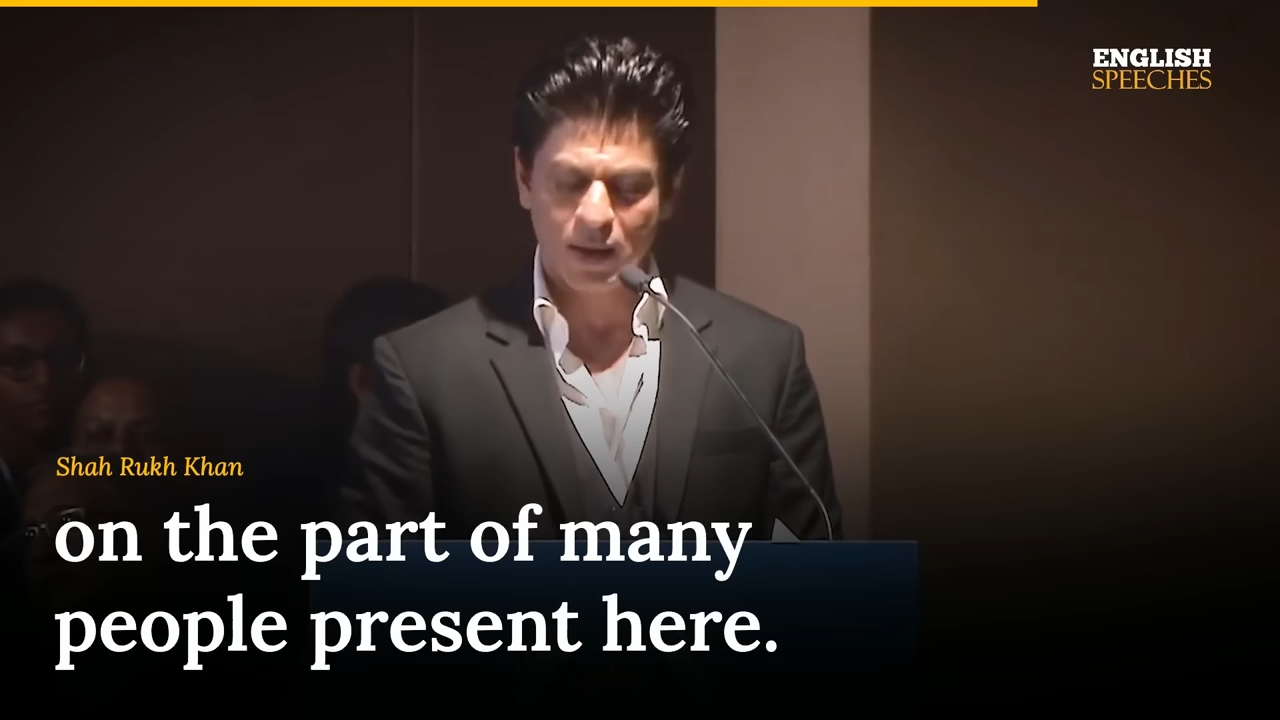 ENGLISH
SPEECHES
Shah Rukh Khan
on the part of many
people present here.